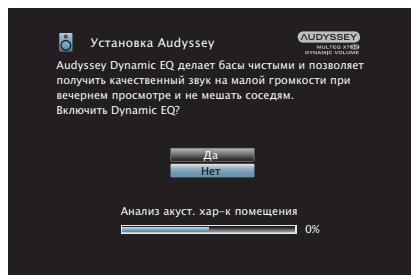 Установка Audyssey
AUDYSSEY
MULTEQ XT32
DYNAMIC VOLUME
Audyssey Dynamic EQ делает басы чистыми и позволяет
получить качественный звук на малой громкости при
вечернем просмотре и не мешать соседям.
Включить Dynamic EQ?
Да
Нет
Анализ акуст. хар-к помещения
0%